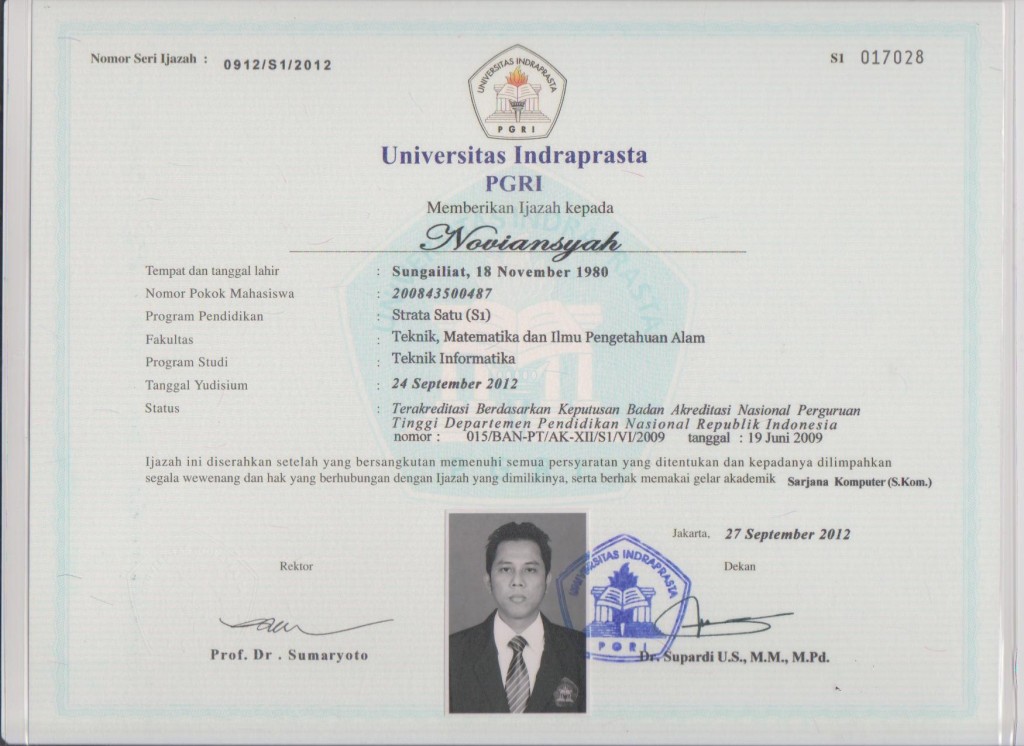 Nomor Seri Ijazah : 0912/S1/2012
S1 017028
UNIVERSITAS INDRAPRASTA
PGRI
Universitas Indraprasta
PGRI
Memberikan Ijazah kepada
Noviansyah
Tempat dan tanggal lahir : Sungailiat, 18 November 1980
Nomor Pokok Mahasiswa : 200843500487
Program Pendidikan : Strata Satu (S1)
Fakultas : Teknik, Matematika dan Ilmu Pengetahuan Alam
Program Studi : Teknik Informatika
Tanggal Yudisium : 24 September 2012
Status : Terakreditasi Berdasarkan Keputusan Badan Akreditasi Nasional Perguruan
Tinggi Departemen Pendidikan Nasional Republik Indonesia
nomor : 015/BAN-PT/AK-XII/S1/VI/2009 tanggal : 19 Juni 2009
Ijazah ini diserahkan setelah yang bersangkutan memenuhi semua persyaratan yang ditentukan dan kepadanya dilimpahkan
segala wewenang dan hak yang berhubungan dengan Ijazah yang dimilikinya, serta berhak memakai gelar akademik Sarjana Komputer (S.Kom.)
Jakarta, 27 September 2012
Rektor
Dekan
UNIVERSITAS INDRAPRASTA
PGRI
Prof. Dr . Sumaryoto
Dr. Supardi U.S., M.M., M.Pd.